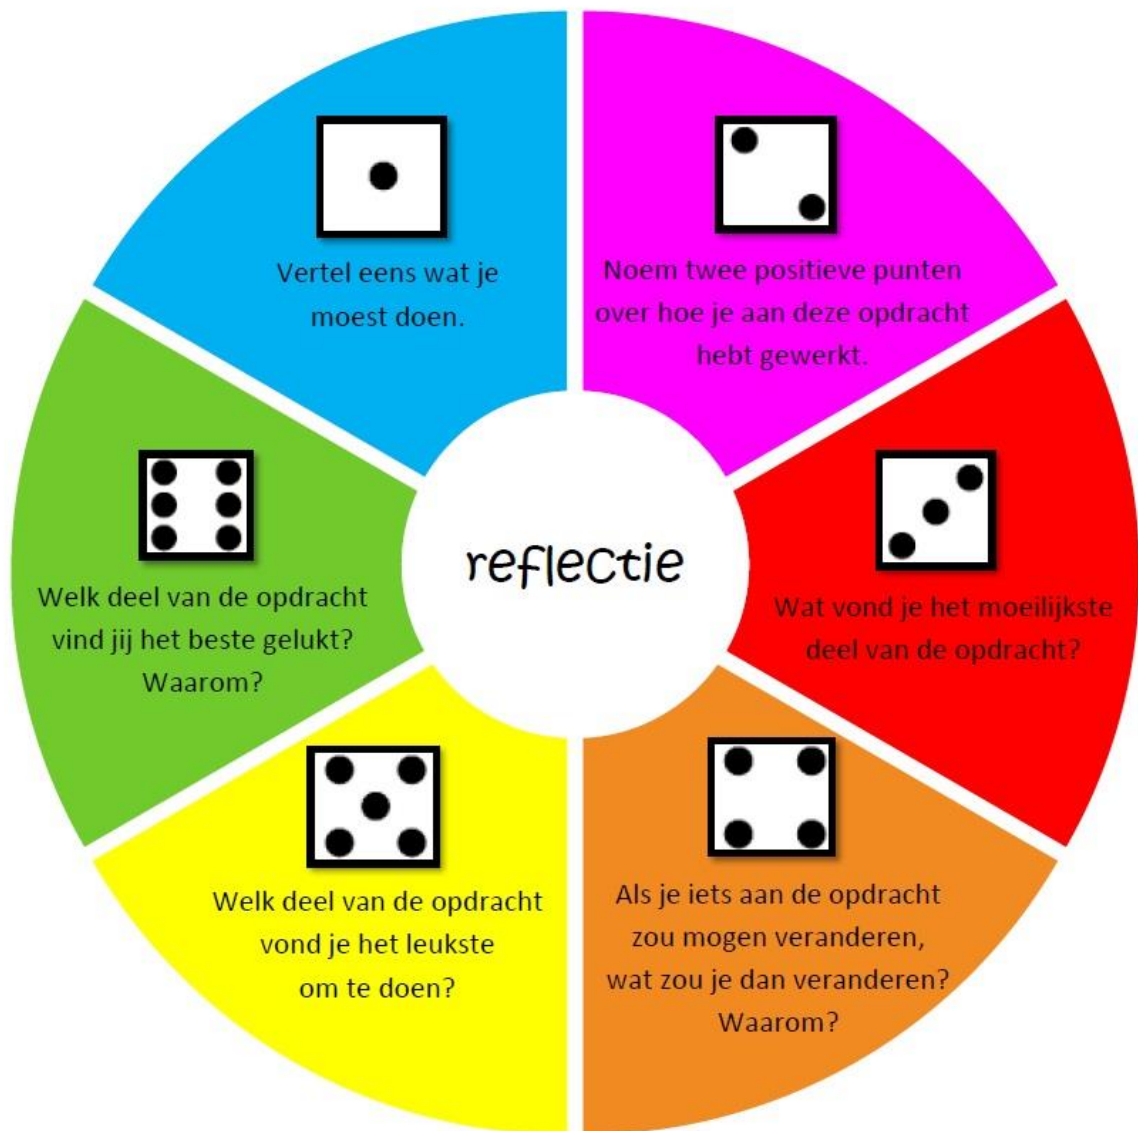 Vertel eens wat je
moest doen.
Noem twee positieve punten
over hoe je aan deze opdracht
hebt gewerkt.
Wat vond je het moeilijkste
deel van de opdracht?
Als je iets aan de opdracht
zou mogen veranderen,
wat zou je dan veranderen?
Waarom?
Welk deel van de opdracht
vond je het leukste
om te doen?
Welk deel van de opdracht
vind jij het beste gelukt?
Waarom?
reflectie